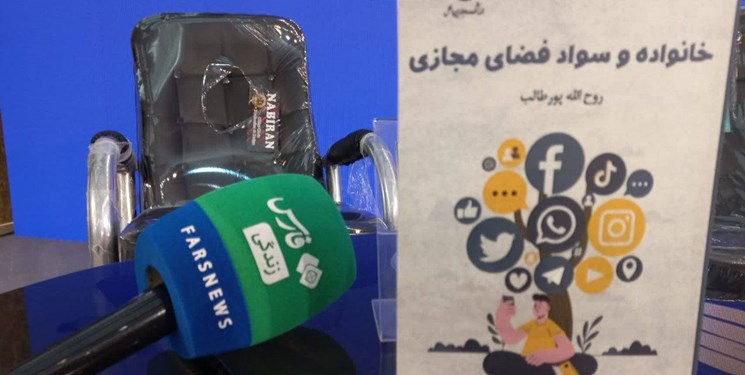 خانواده و سواد فضای مجازی
روح الله پورطالب
NABIRAN
فارس
زندگی
FARSNEWS